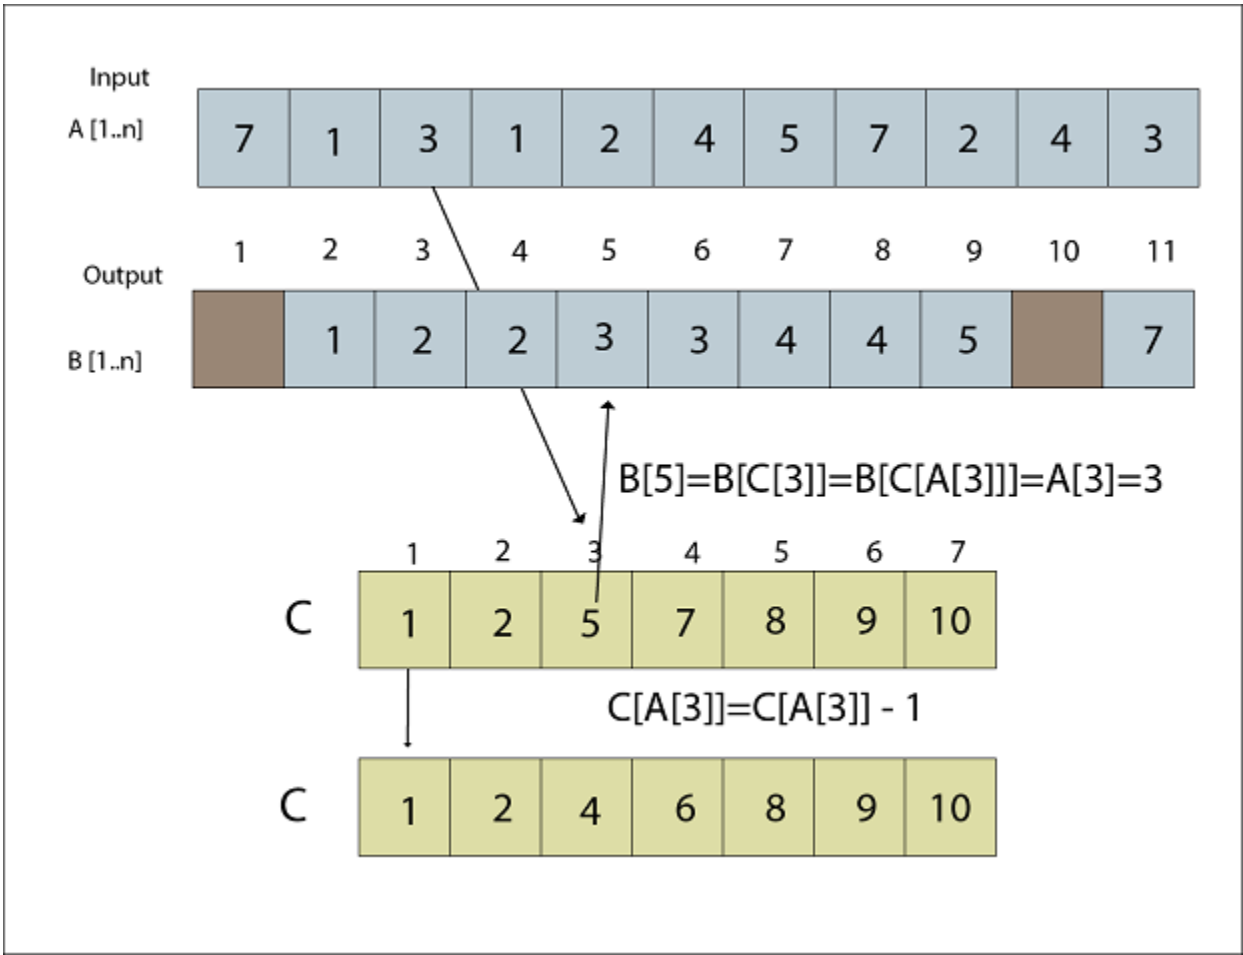 Input
A [1..n]
7 1 3 1 2 4 5 7 2 4 3
1 2 3 4 5 6 7 8 9 10 11
Output
B [1..n]
1 2 2 3 3 4 4 5 7
B[5]=B[C[3]]=B[C[A[3]]]=A[3]=3
1 2 3 4 5 6 7
C 1 2 5 7 8 9 10
C[A[3]]=C[A[3]] - 1
C 1 2 4 6 8 9 10